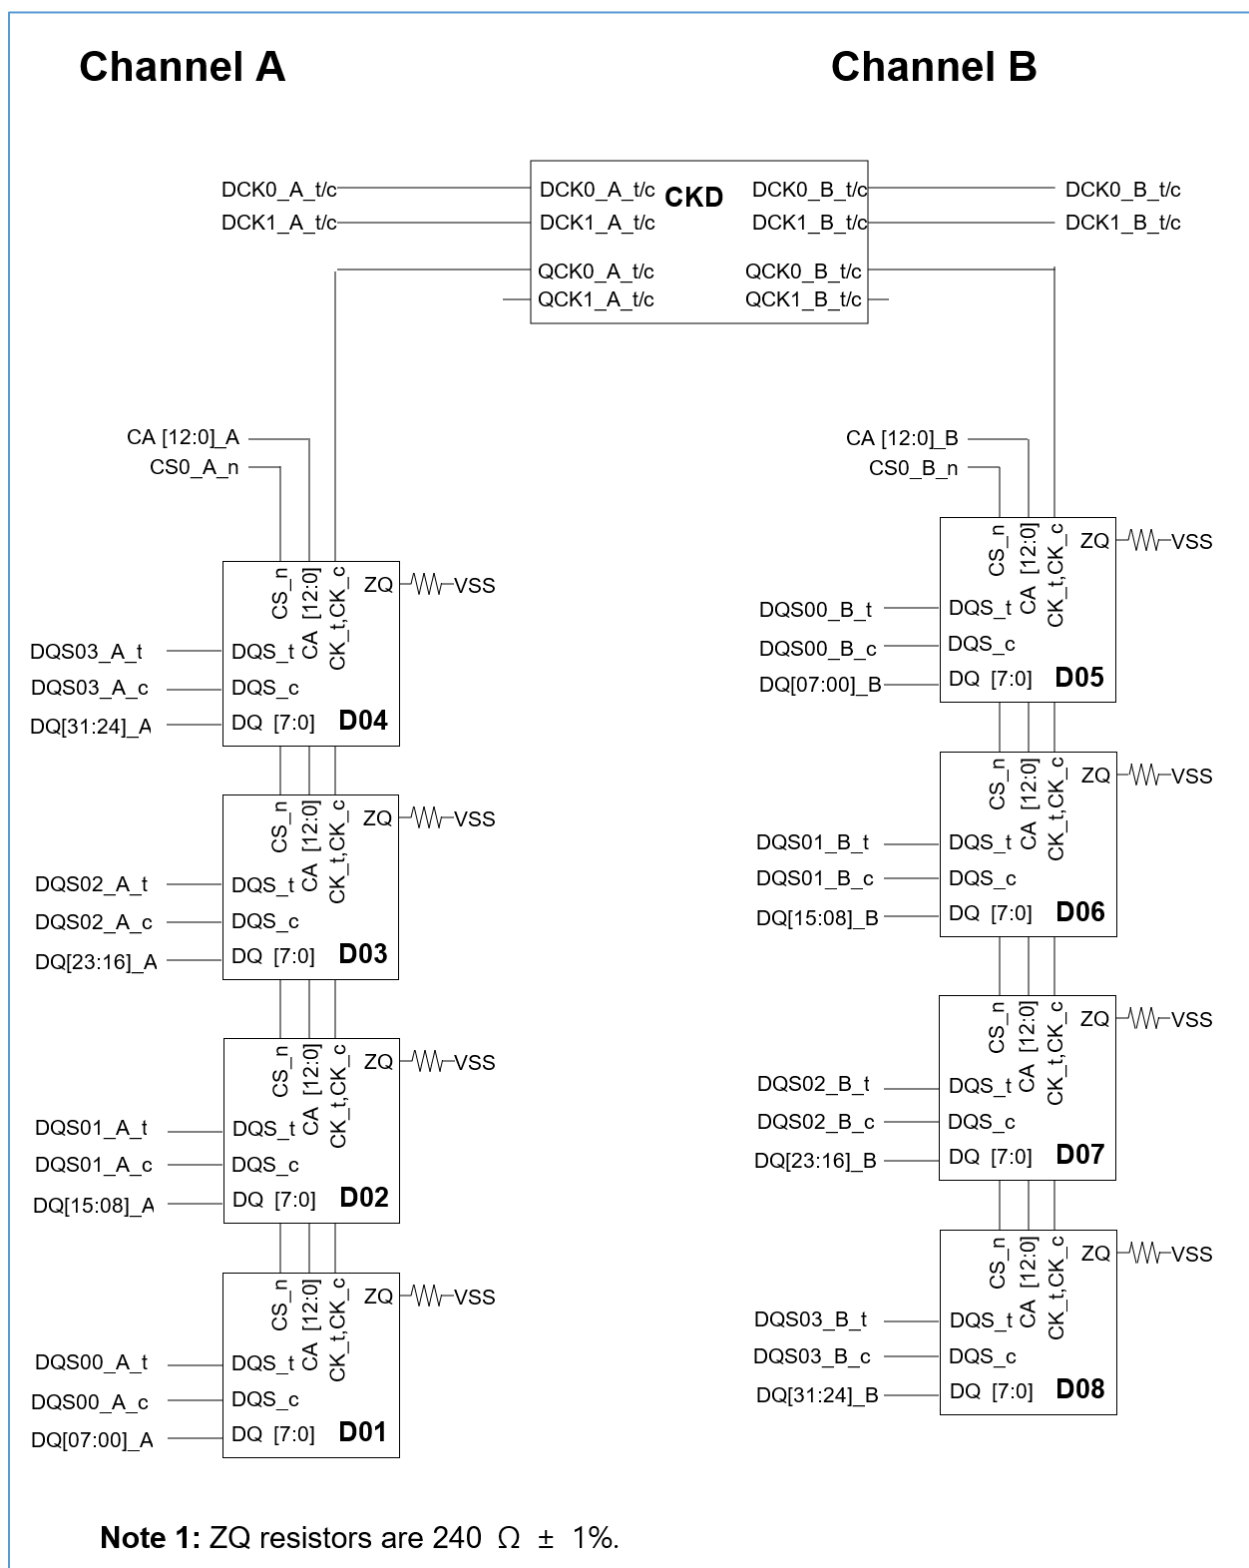 Channel A
Channel B
DCK0_A_t/c
DCK1_A_t/c
DCK0_A_t/c
DCK1_A_t/c
QCK0_A_t/c
QCK1_A_t/c
CKD
DCK0_B_t/c
DCK1_B_t/c
QCK0_B_t/c
QCK1_B_t/c
DCK0_B_t/c
DCK1_B_t/c
CA [12:0]_A
CS0_A_n
CS_n
CA [12:0]
CK_t,CK_c
ZQ
VSS
DQS03_A_t
DQS03_A_c
DQ[31:24]_A
DQS_t
DQS_c
DQ [7:0]
D04
CS_n
CA [12:0]
CK_t,CK_c
ZQ
VSS
DQS02_A_t
DQS02_A_c
DQ[23:16]_A
DQS_t
DQS_c
DQ [7:0]
D03
CS_n
CA [12:0]
CK_t,CK_c
ZQ
VSS
DQS01_A_t
DQS01_A_c
DQ[15:08]_A
DQS_t
DQS_c
DQ [7:0]
D02
CS_n
CA [12:0]
CK_t,CK_c
ZQ
VSS
DQS00_A_t
DQS00_A_c
DQ[07:00]_A
DQS_t
DQS_c
DQ [7:0]
D01
CA [12:0]_B
CS0_B_n
CS_n
CA [12:0]
CK_t,CK_c
ZQ
VSS
DQS00_B_t
DQS00_B_c
DQ[07:00]_B
DQS_t
DQS_c
DQ [7:0]
D05
CS_n
CA [12:0]
CK_t,CK_c
ZQ
VSS
DQS01_B_t
DQS01_B_c
DQ[15:08]_B
DQS_t
DQS_c
DQ [7:0]
D06
CS_n
CA [12:0]
CK_t,CK_c
ZQ
VSS
DQS02_B_t
DQS02_B_c
DQ[23:16]_B
DQS_t
DQS_c
DQ [7:0]
D07
CS_n
CA [12:0]
CK_t,CK_c
ZQ
VSS
DQS03_B_t
DQS03_B_c
DQ[31:24]_B
DQS_t
DQS_c
DQ [7:0]
D08
Note 1: ZQ resistors are 240 Ω ± 1%.